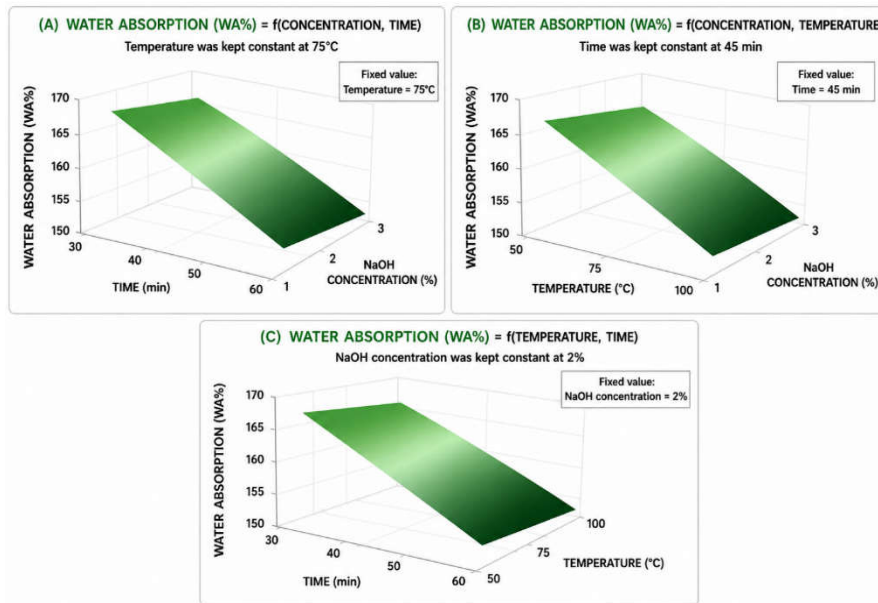 (A) WATER ABSORPTION (WA%) = f(CONCENTRATION, TIME)
Temperature was kept constant at 75°C
Fixed value:
Temperature = 75°C
WATER ABSORPTION (WA%)
170
165
160
155
150
30
40
50
60
TIME (min)
1
2
3
NaOH
CONCENTRATION (%)
(B) WATER ABSORPTION (WA%) = f(CONCENTRATION, TEMPERATURE
Time was kept constant at 45 min
Fixed value:
Time = 45 min
WATER ABSORPTION (WA%)
170
165
160
155
150
50
75
100
TEMPERATURE (°C)
1
2
3
NaOH
CONCENTRATION (%)
(C) WATER ABSORPTION (WA%) = f(TEMPERATURE, TIME)
NaOH concentration was kept constant at 2%
Fixed value:
NaOH concentration = 2%
WATER ABSORPTION (WA%)
170
165
160
155
150
30
40
50
60
TIME (min)
50
75
100
TEMPERATURE (°C)